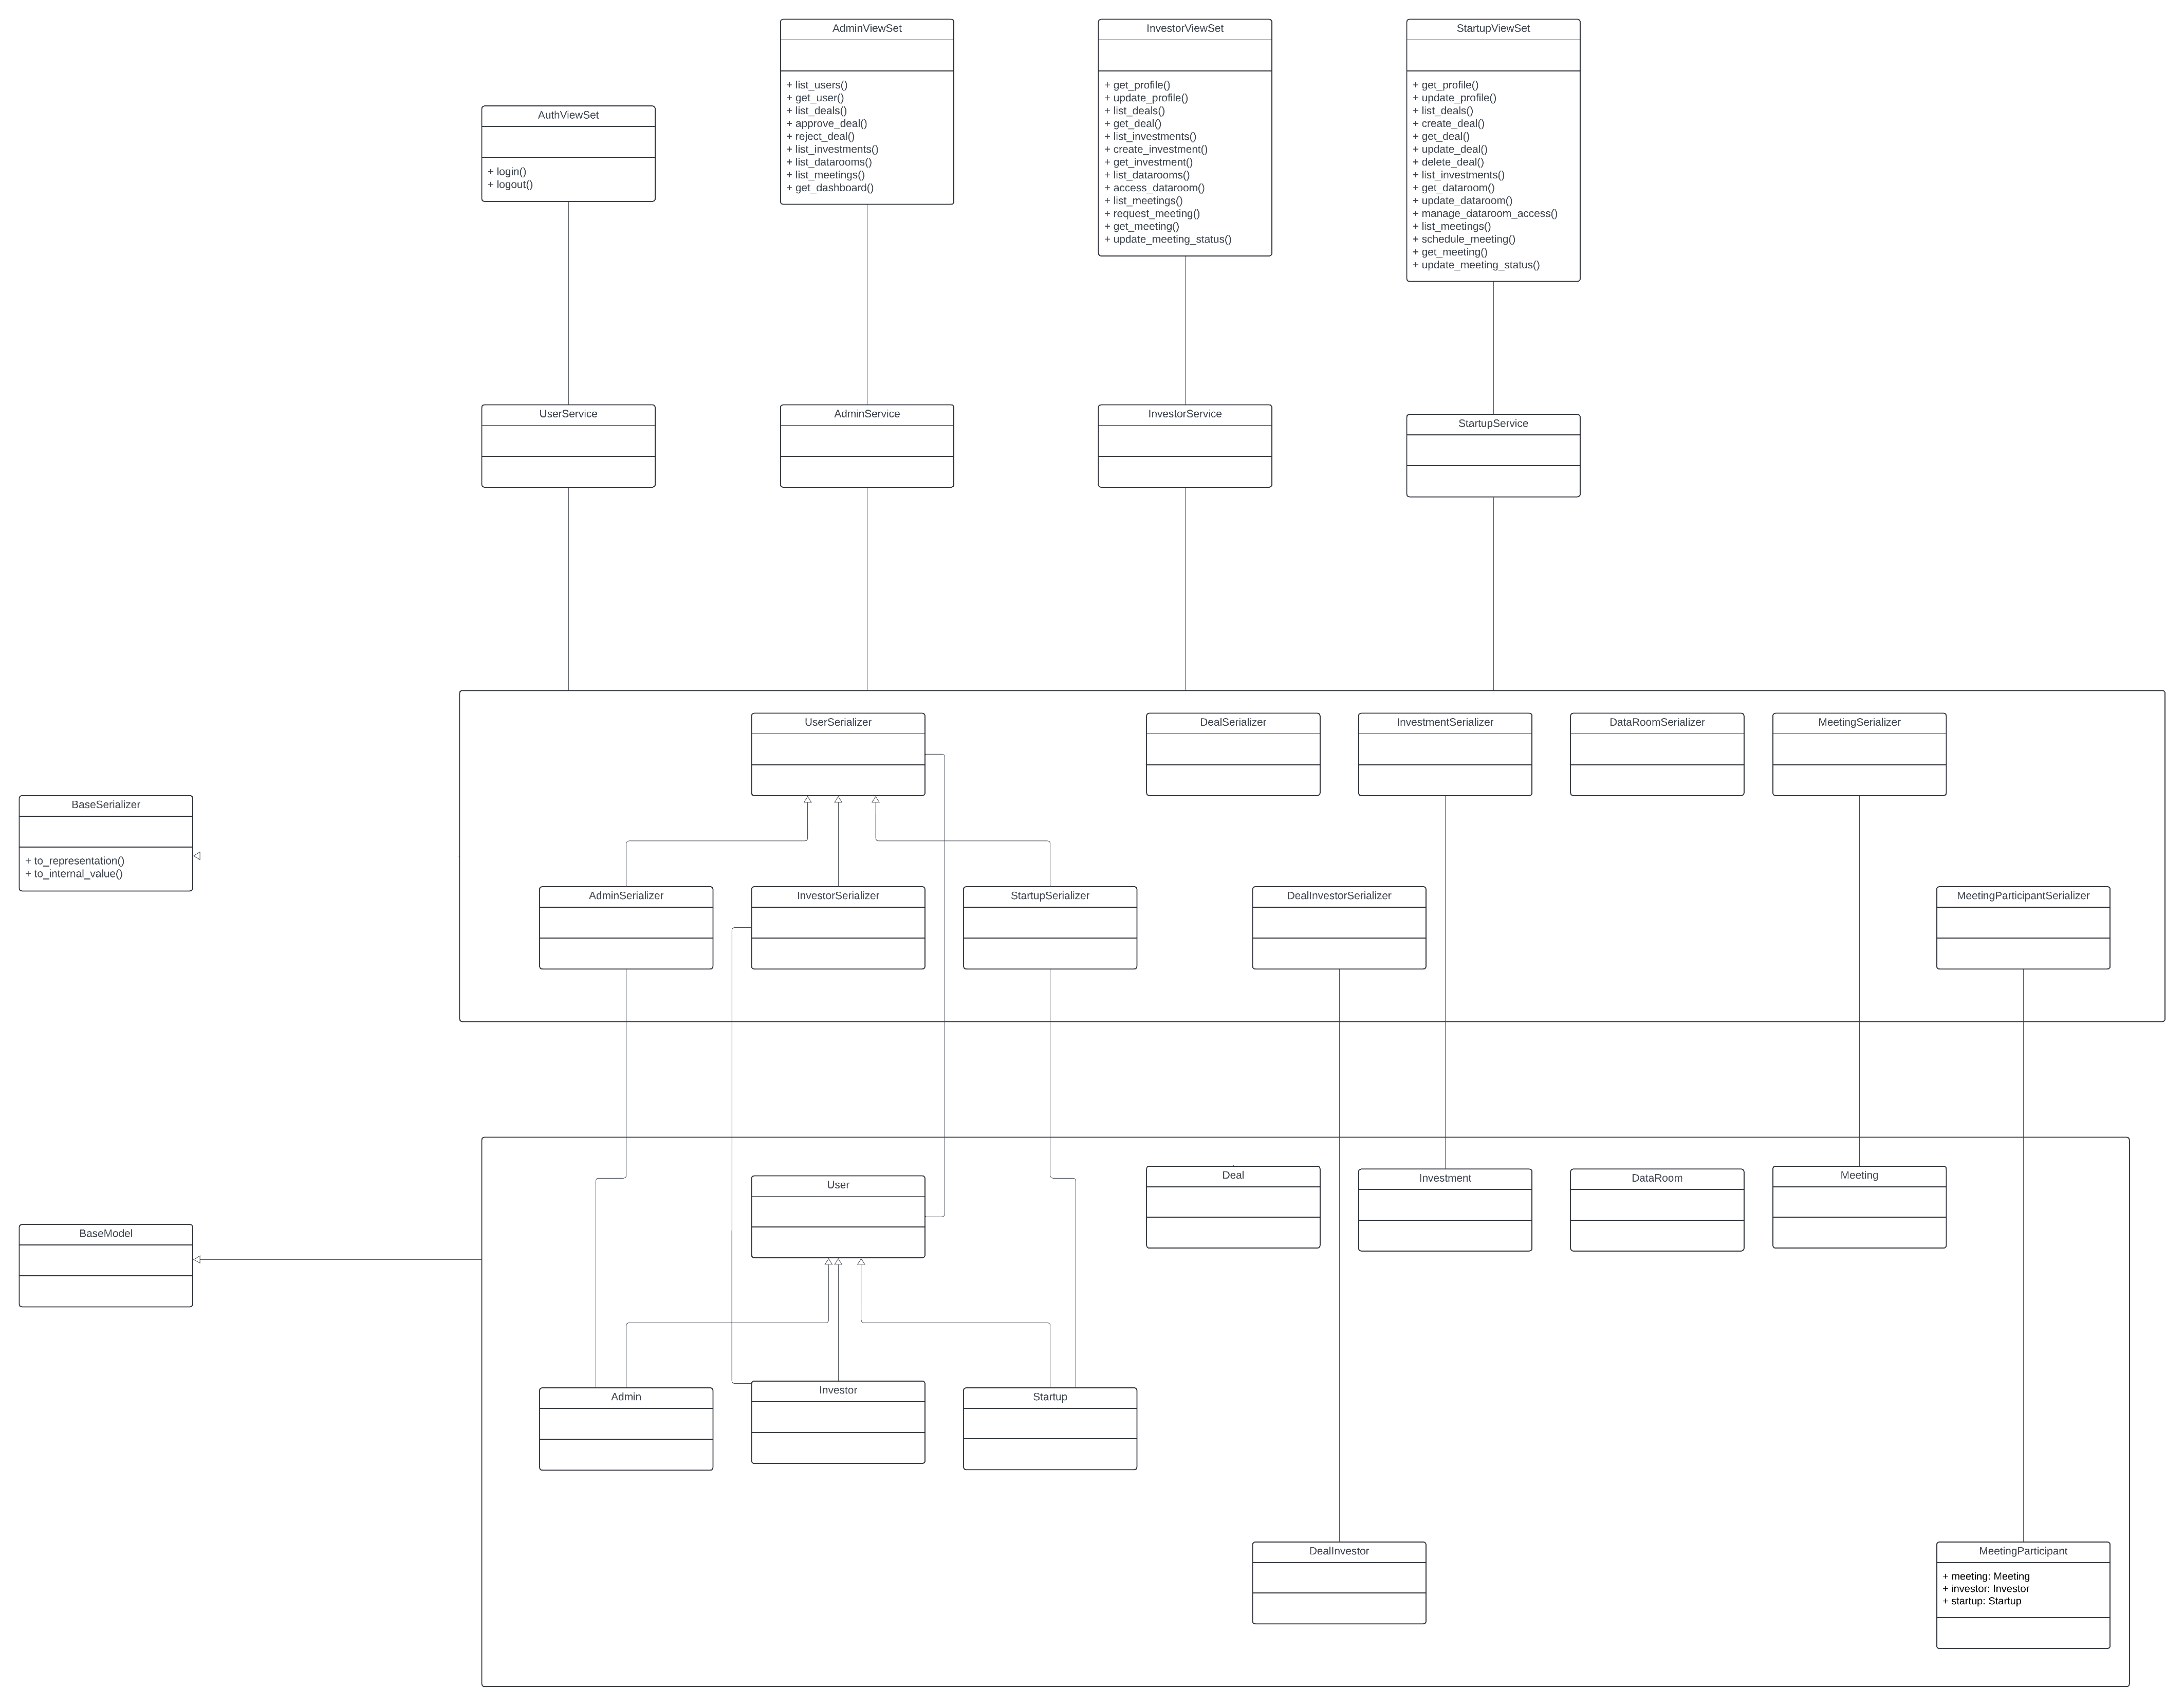 AdminViewSet
+ list_users()
+ get_user()
+ list_deals()
+ approve_deal()
+ reject_deal()
+ list_investments()
+ list_datarooms()
+ list_meetings()
+ get_dashboard()
InvestorViewSet
+ get_profile()
+ update_profile()
+ list_deals()
+ get_deal()
+ list_investments()
+ create_investment()
+ get_investment()
+ list_datarooms()
+ access_dataroom()
+ list_meetings()
+ request_meeting()
+ get_meeting()
+ update_meeting_status()
StartupViewSet
+ get_profile()
+ update_profile()
+ list_deals()
+ create_deal()
+ get_deal()
+ update_deal()
+ delete_deal()
+ list_investments()
+ get_dataroom()
+ update_dataroom()
+ manage_dataroom_access()
+ list_meetings()
+ schedule_meeting()
+ get_meeting()
+ update_meeting_status()
AuthViewSet
+ login()
+ logout()
UserService
AdminService
InvestorService
StartupService
UserSerializer
DealSerializer
InvestmentSerializer
DataRoomSerializer
MeetingSerializer
BaseSerializer
+ to_representation()
+ to_internal_value()
AdminSerializer
InvestorSerializer
StartupSerializer
DealInvestorSerializer
MeetingParticipantSerializer
User
Deal
Investment
DataRoom
Meeting
BaseModel
Admin
Investor
Startup
DealInvestor
MeetingParticipant
+ meeting: Meeting
+ investor: Investor
+ startup: Startup